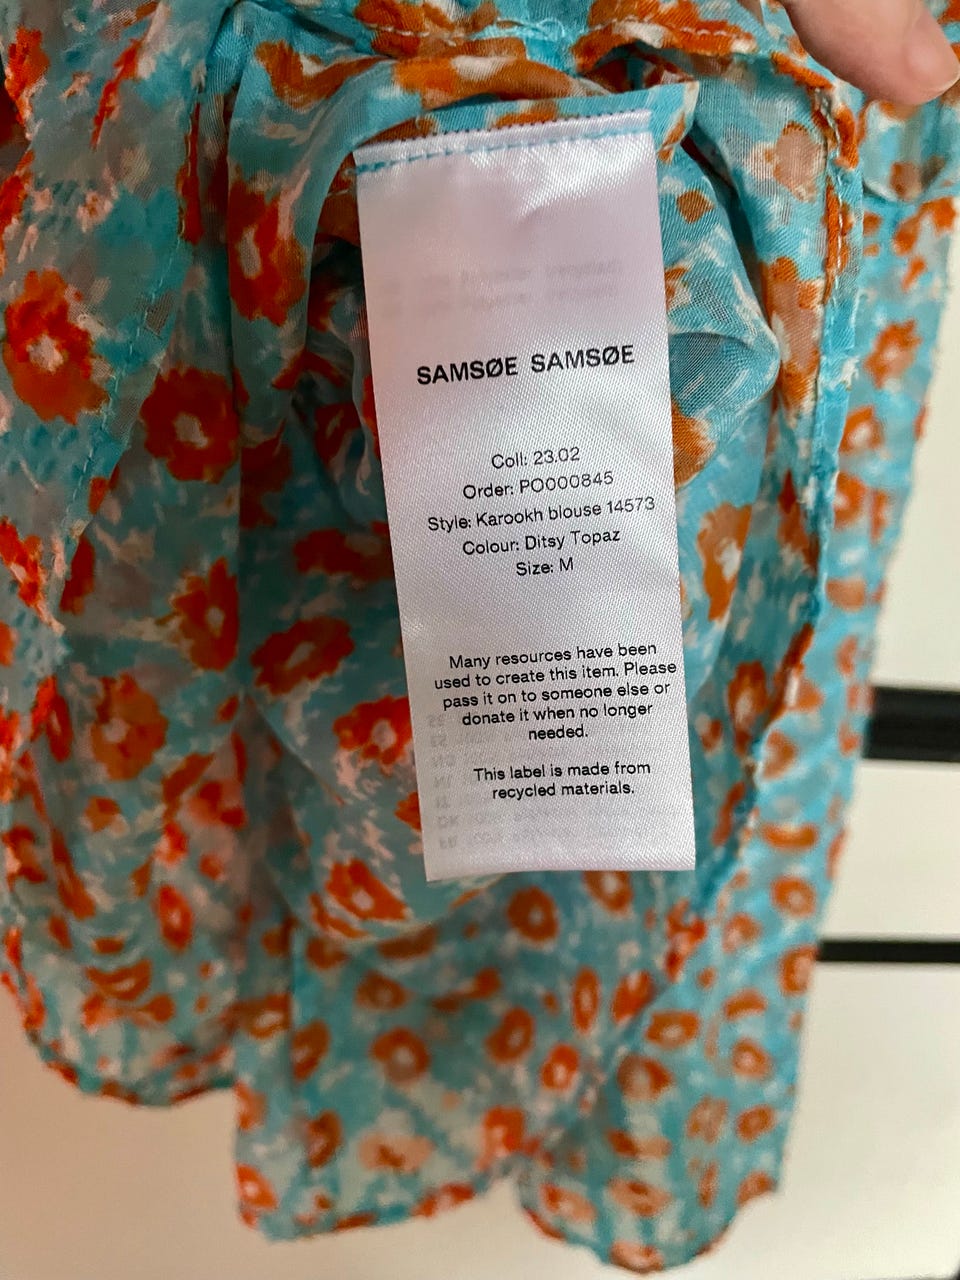 SAMSØE SAMSØE
Coll: 23.02
Order: PO000845
Style: Karookh blouse 14573
Colour: Ditsy Topaz
Size: M
Many resources have been
used to create this item. Please
pass it on to someone else or
donate it when no longer
needed.
This label is made from
recycled materials.